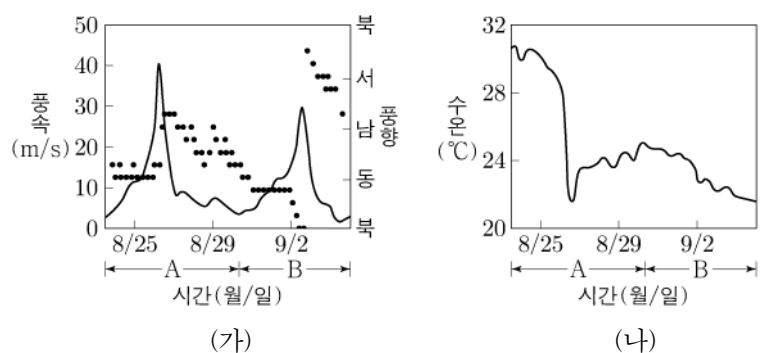 50
40
30
20
10
0
풍속
(m/s)
북
서
남
동
북
풍향
8/25
8/29
9/2
A
B
시간(월/일)
(가)
32
28
24
20
수온
(℃)
8/25
8/29
9/2
A
B
시간(월/일)
(나)